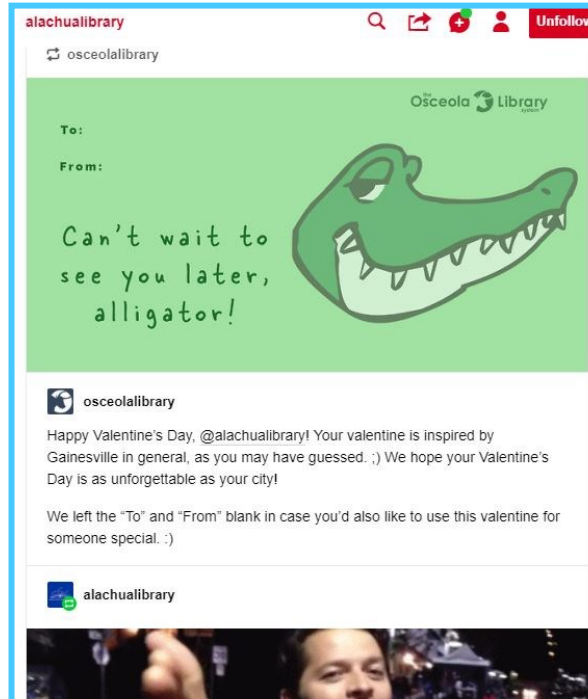 alachualibrary
Unfollow
osceolalibrary
the
Osceola Library
system
To:
From:
Can't wait to
see you later,
alligator!
osceolalibrary
Happy Valentine's Day, @alachualibrary! Your valentine is inspired by
Gainesville in general, as you may have guessed. ;) We hope your Valentine's
Day is as unforgettable as your city!
We left the “To” and “From” blank in case you'd also like to use this valentine for
someone special. :)
alachualibrary